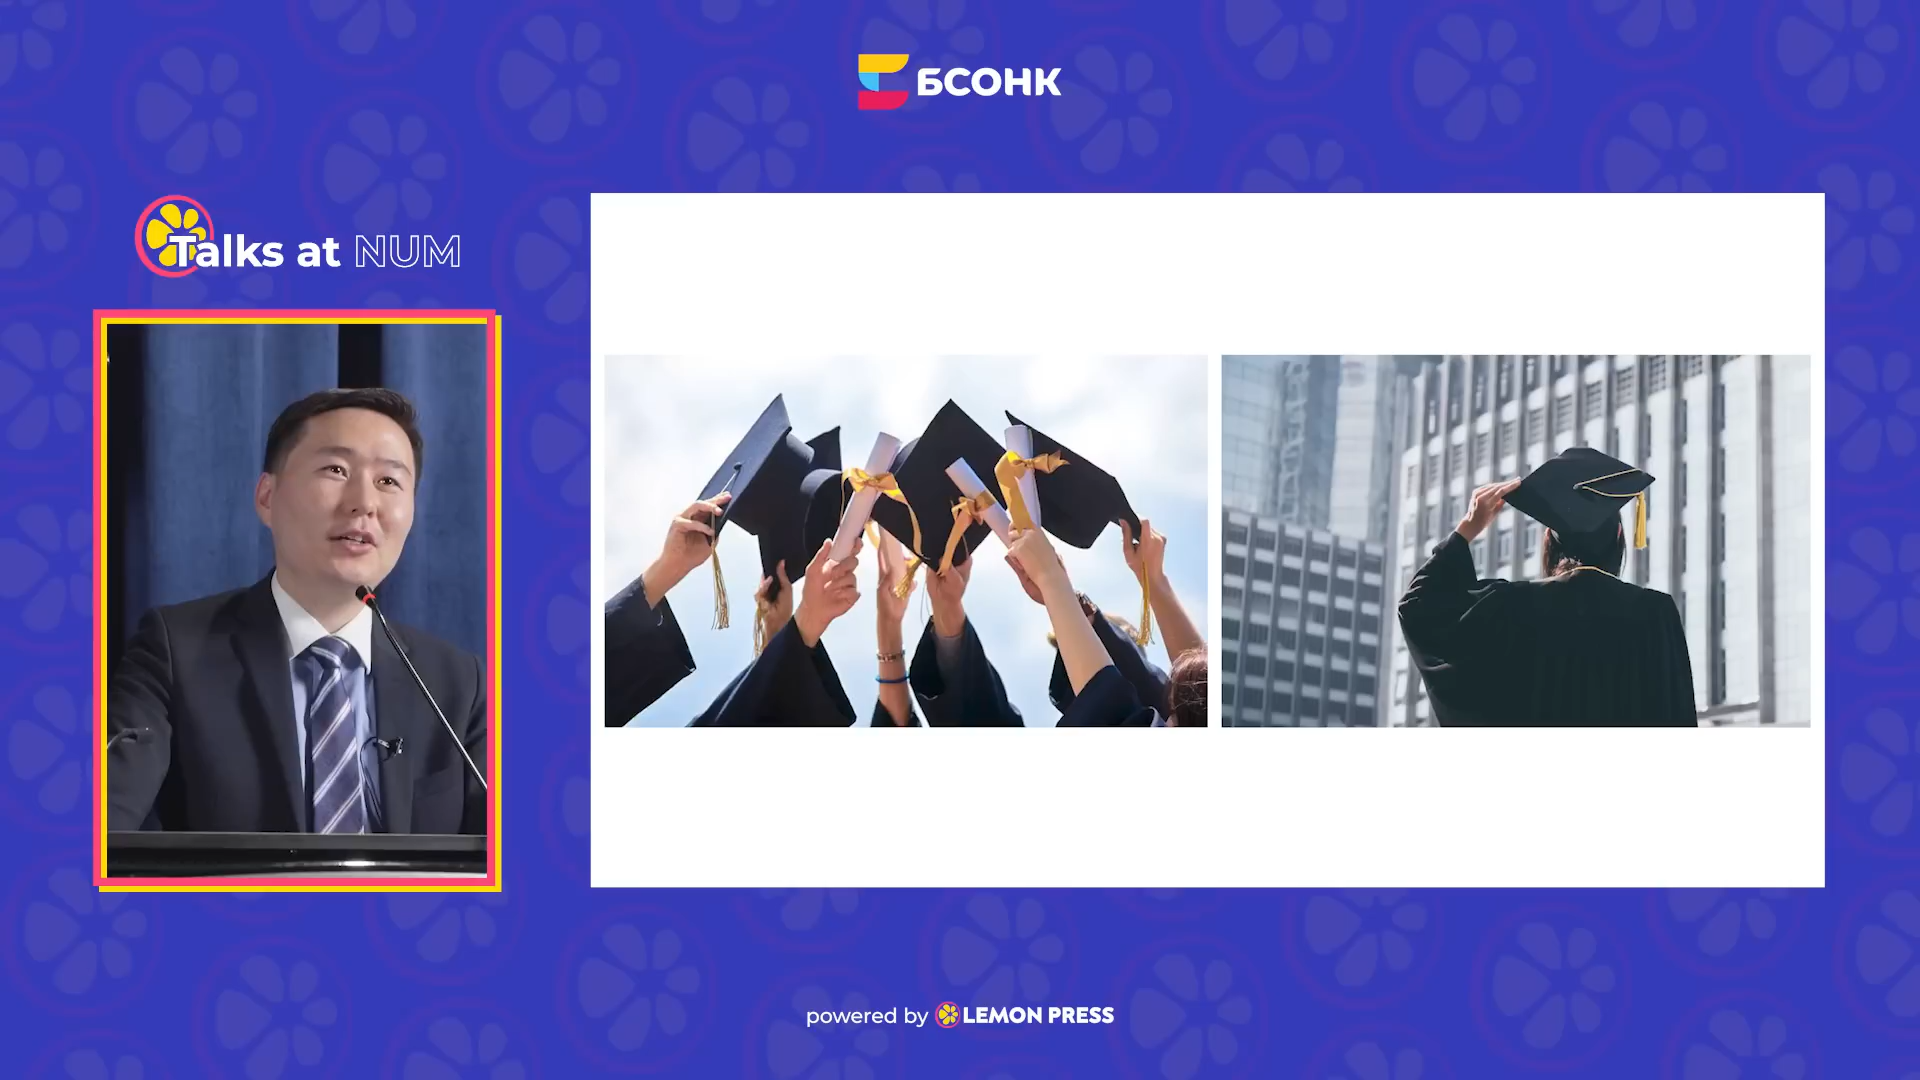 БСОНК
Talks at NUM
powered by LEMON PRESS